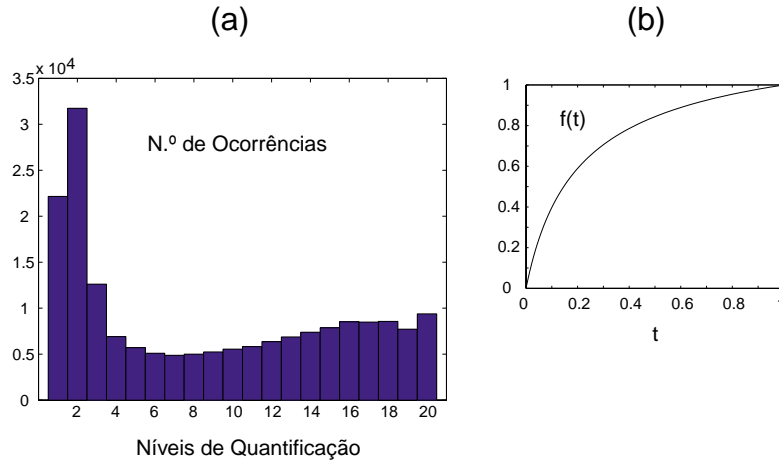 (a)
x 10^4
3.5
3
2.5
2
1.5
1
0.5
0
N.º de Ocorrências
2 4 6 8 10 12 14 16 18 20
Níveis de Quantificação
(b)
1
0.8
0.6
0.4
0.2
0
f(t)
0 0.2 0.4 0.6 0.8 1
t